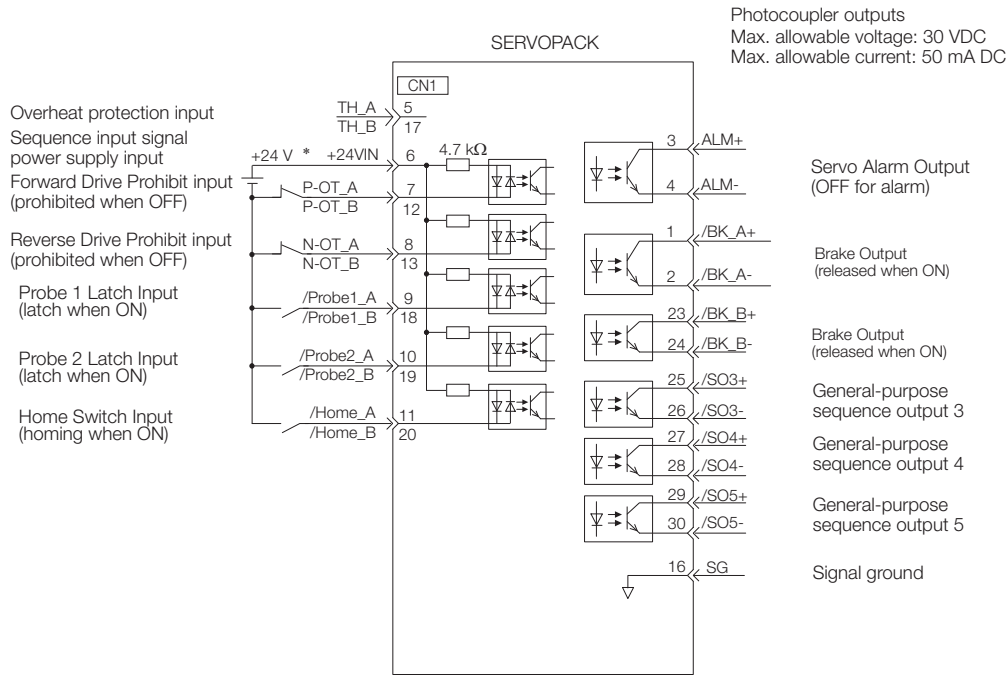 Photocoupler outputs
Max. allowable voltage: 30 VDC
Max. allowable current: 50 mA DC
SERVOPACK
CN1
Overheat protection input
TH_A 5
TH_B 17
Sequence input signal
power supply input
+24 V * +24VIN 6 4.7 kΩ
Forward Drive Prohibit input
(prohibited when OFF)
P-OT_A 7
P-OT_B 12
Reverse Drive Prohibit input
(prohibited when OFF)
N-OT_A 8
N-OT_B 13
Probe 1 Latch Input
(latch when ON)
/Probe1_A 9
/Probe1_B 18
Probe 2 Latch Input
(latch when ON)
/Probe2_A 10
/Probe2_B 19
Home Switch Input
(homing when ON)
/Home_A 11
/Home_B 20
3 ALM+
4 ALM-
Servo Alarm Output
(OFF for alarm)
1 /BK_A+
2 /BK_A-
Brake Output
(released when ON)
23 /BK_B+
24 /BK_B-
Brake Output
(released when ON)
25 /SO3+
26 /SO3-
General-purpose
sequence output 3
27 /SO4+
28 /SO4-
General-purpose
sequence output 4
29 /SO5+
30 /SO5-
General-purpose
sequence output 5
16 SG
Signal ground